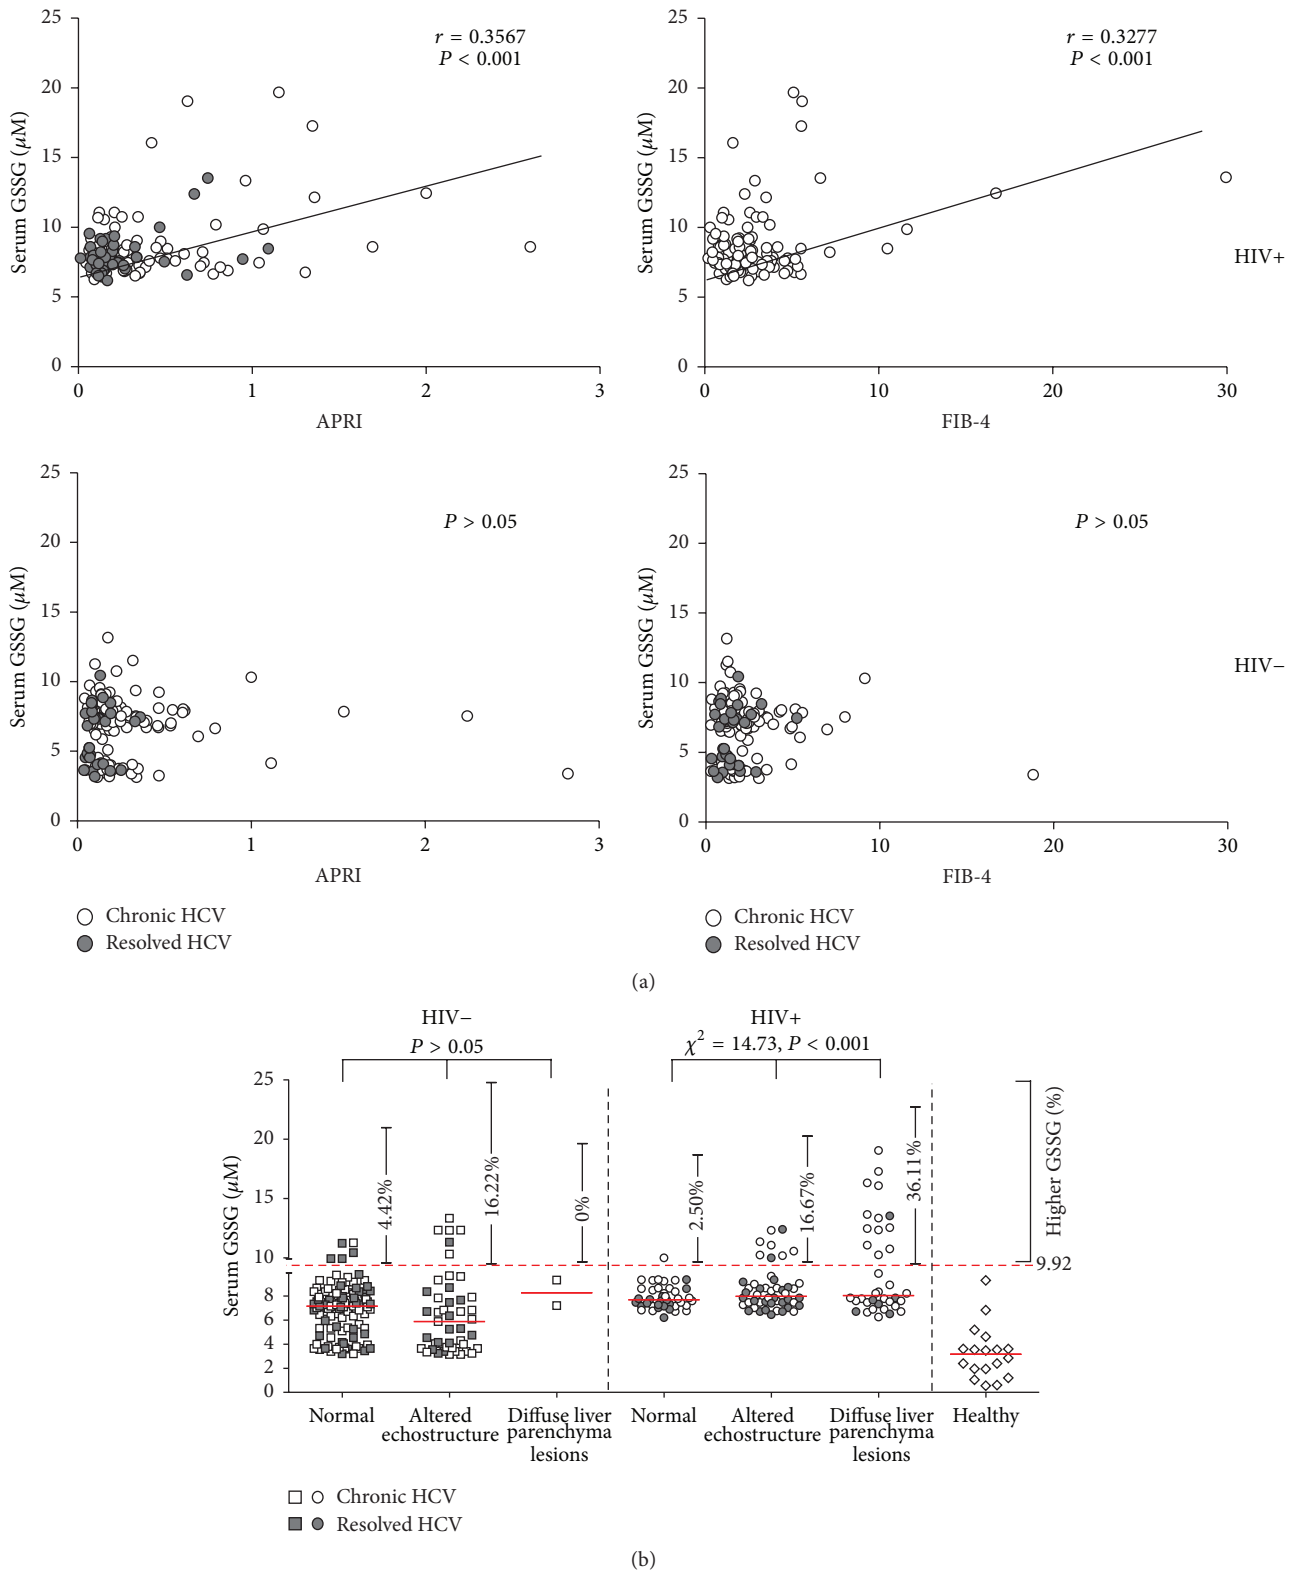 25
20
15
10
5
0
Serum GSSG (μM)
r = 0.3567
P < 0.001
0 1 2 3
APRI
25
20
15
10
5
0
Serum GSSG (μM)
r = 0.3277
P < 0.001
0 10 20 30
FIB-4
HIV+
25
20
15
10
5
0
Serum GSSG (μM)
P > 0.05
0 1 2 3
APRI
Chronic HCV
Resolved HCV
25
20
15
10
5
0
Serum GSSG (μM)
P > 0.05
0 10 20 30
FIB-4
HIV−
Chronic HCV
Resolved HCV
(a)
HIV− HIV+
P > 0.05 χ² = 14.73, P < 0.001
25
20
15
10
8
6
4
2
0
Serum GSSG (μM)
4.42%
16.22%
0%
2.50%
16.67%
36.11%
Higher GSSG (%)
9.92
Normal
Altered
echostructure
Diffuse liver
parenchyma
lesions
Normal
Altered
echostructure
Diffuse liver
parenchyma
lesions
Healthy
Chronic HCV
Resolved HCV
(b)